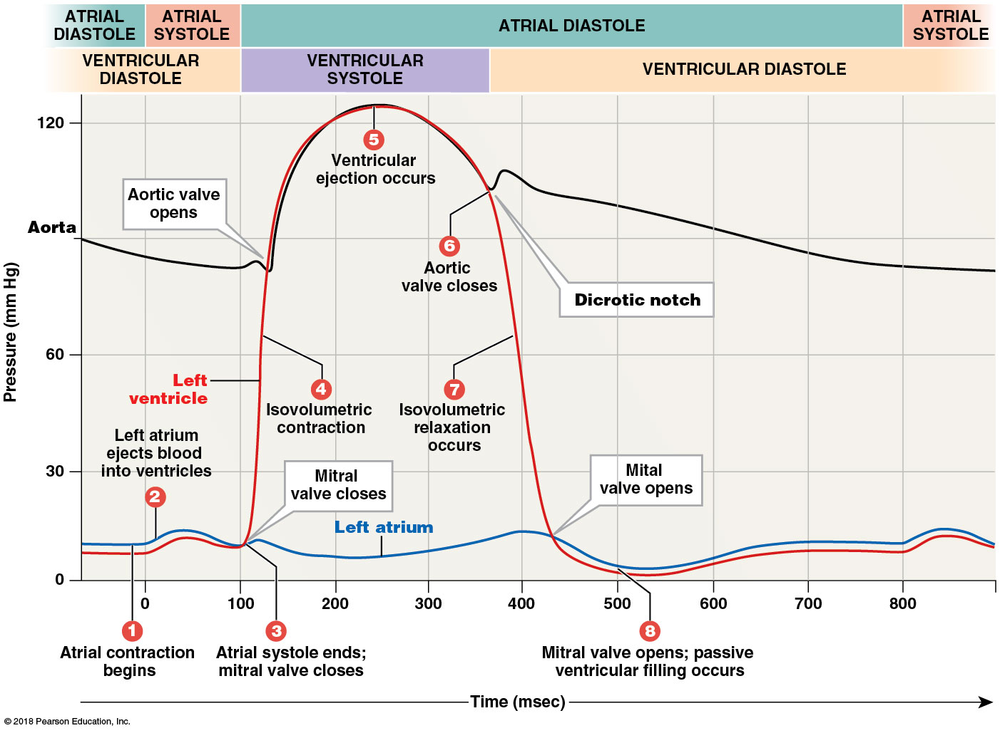 ATRIAL
DIASTOLE
ATRIAL
SYSTOLE
ATRIAL DIASTOLE
ATRIAL
SYSTOLE
VENTRICULAR
DIASTOLE
VENTRICULAR
SYSTOLE
VENTRICULAR DIASTOLE
Pressure (mm Hg)
120
Aorta
60
30
0
Aortic valve
opens
5
Ventricular
ejection occurs
6
Aortic
valve closes
Dicrotic notch
Left
ventricle
4
Isovolumetric
contraction
7
Isovolumetric
relaxation
occurs
Left atrium
ejects blood
into ventricles
2
Mitral
valve closes
Left atrium
Mital
valve opens
0
100
200
300
400
500
600
700
800
1
Atrial contraction
begins
3
Atrial systole ends;
mitral valve closes
8
Mitral valve opens; passive
ventricular filling occurs
Time (msec)
© 2018 Pearson Education, Inc.